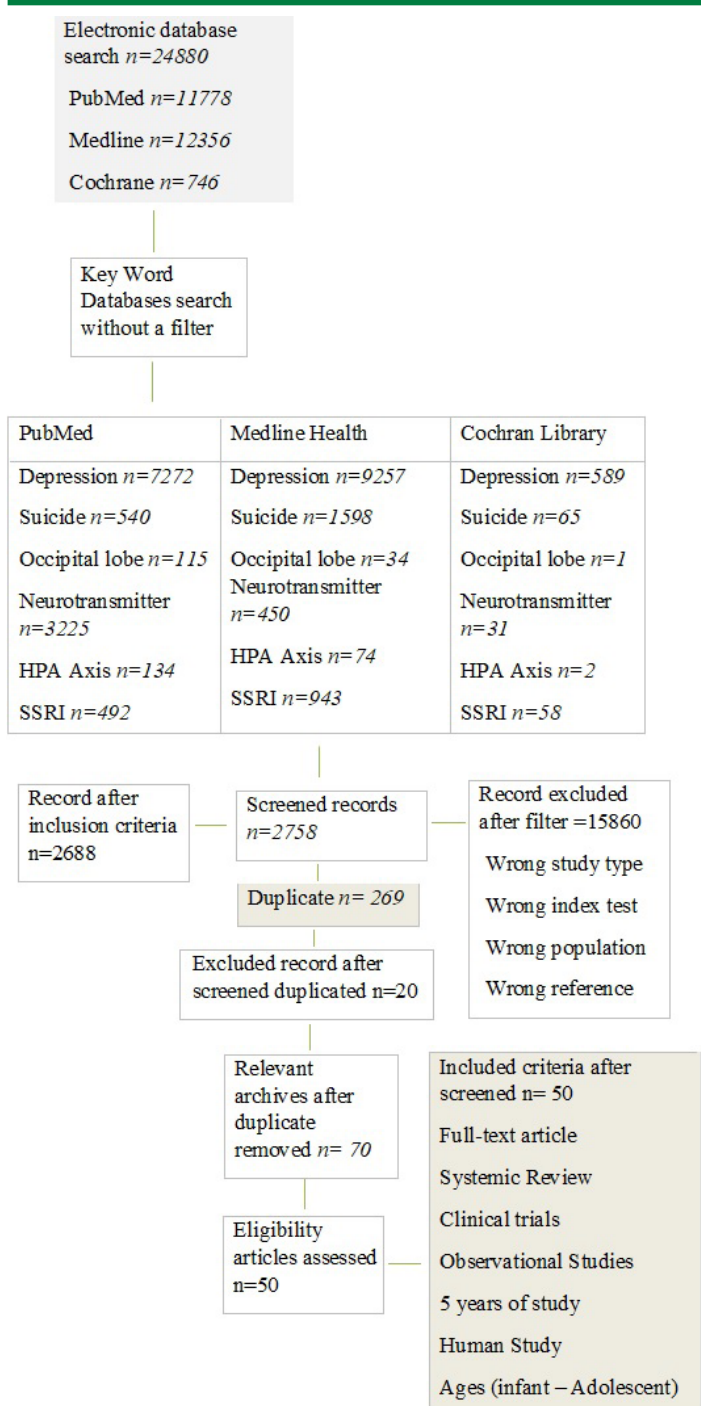 Electronic database
search n=24880
PubMed n=11778
Medline n=12356
Cochrane n=746
Key Word
Databases search
without a filter
PubMed
Depression n=7272
Suicide n=540
Occipital lobe n=115
Neurotransmitter
n=3225
HPA Axis n=134
SSRI n=492
Medline Health
Depression n=9257
Suicide n=1598
Occipital lobe n=34
Neurotransmitter
n=450
HPA Axis n=74
SSRI n=943
Cochran Library
Depression n=589
Suicide n=65
Occipital lobe n=1
Neurotransmitter
n=31
HPA Axis n=2
SSRI n=58
Record after
inclusion criteria
n=2688
Screened records
n=2758
Record excluded
after filter =15860
Wrong study type
Wrong index test
Wrong population
Wrong reference
Duplicate n= 269
Excluded record after
screened duplicated n=20
Relevant
archives after
duplicate
removed n= 70
Eligibility
articles assessed
n=50
Included criteria after
screened n= 50
Full-text article
Systemic Review
Clinical trials
Observational Studies
5 years of study
Human Study
Ages (infant – Adolescent)